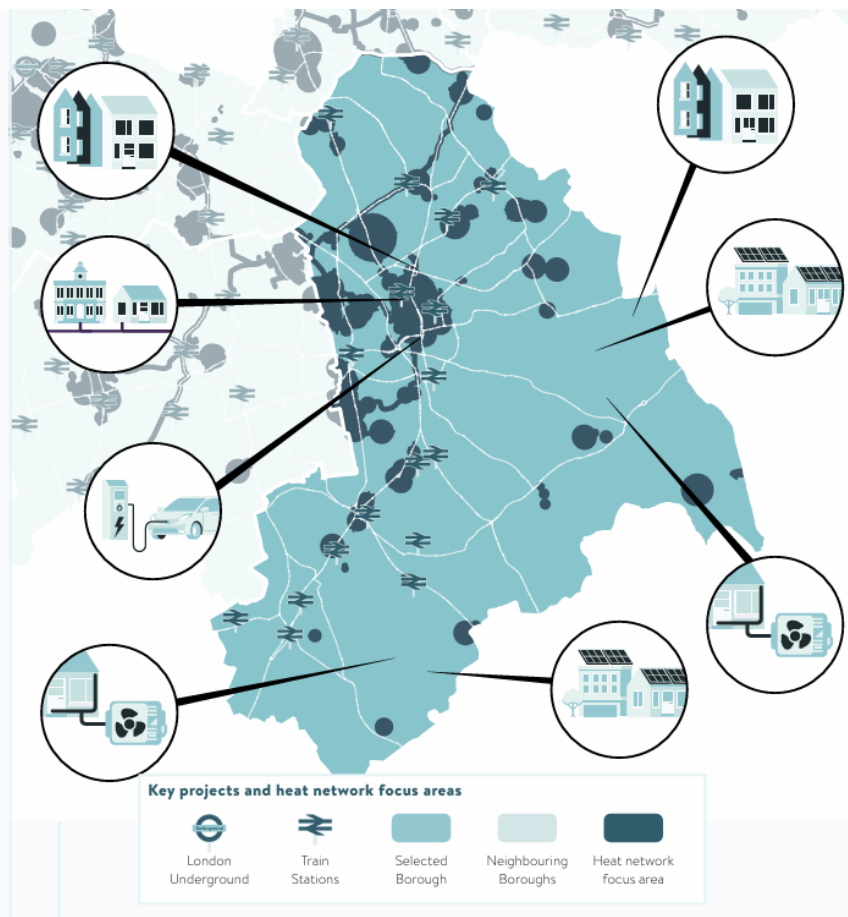 Key projects and heat network focus areas
Underground
London
Underground
Train
Stations
Selected
Borough
Neighbouring
Boroughs
Heat network
focus area